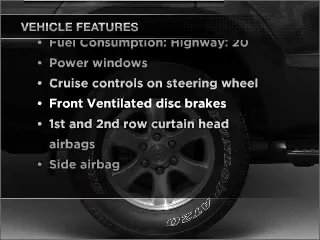 VEHICLE FEATURES
• Fuel Consumption: Highway: 20
• Power windows
• Cruise controls on steering wheel
• Front Ventilated disc brakes
• 1st and 2nd row curtain head
airbags
• Side airbag